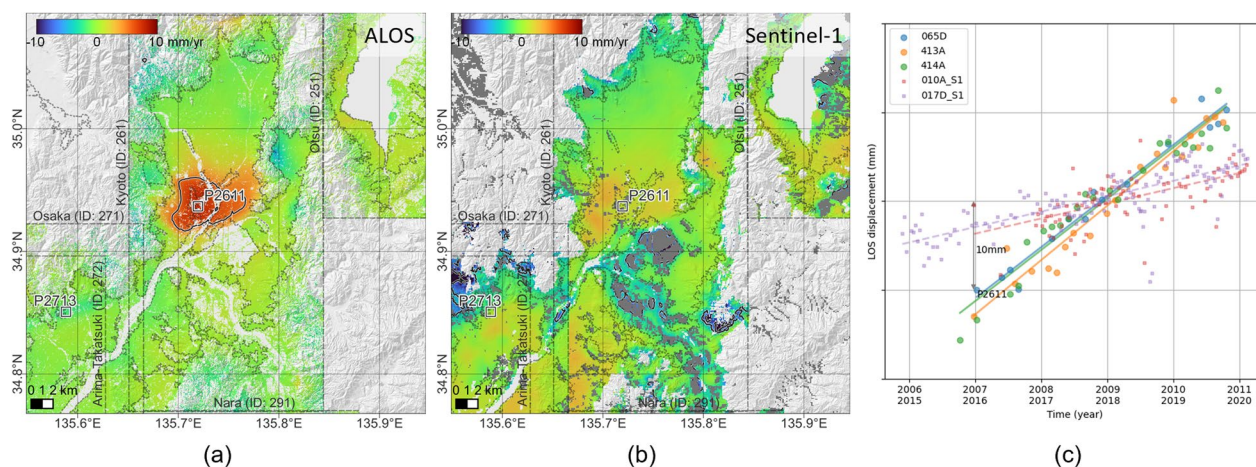 -10 0 10 mm/yr
ALOS
35.0°N
34.9°N
34.8°N
Kyoto (ID: 261)
Otsu (ID: 251)
P2611
Osaka (ID: 271)
Arima-Takatsuki (ID: 272)
P2713
0 1 2 km
Nara (ID: 291)
135.6°E 135.7°E 135.8°E 135.9°E
(a)
-10 0 10 mm/yr
Sentinel-1
35.0°N
34.9°N
34.8°N
Kyoto (ID: 261)
Otsu (ID: 251)
P2611
Osaka (ID: 271)
Arima-Takatsuki (ID: 272)
P2713
0 1 2 km
Nara (ID: 291)
135.6°E 135.7°E 135.8°E 135.9°E
(b)
065D
413A
414A
010A_S1
017D_S1
LOS displacement (mm)
10mm
P2611
2006 2007 2008 2009 2010 2011
2015 2016 2017 2018 2019 2020
Time (year)
(c)